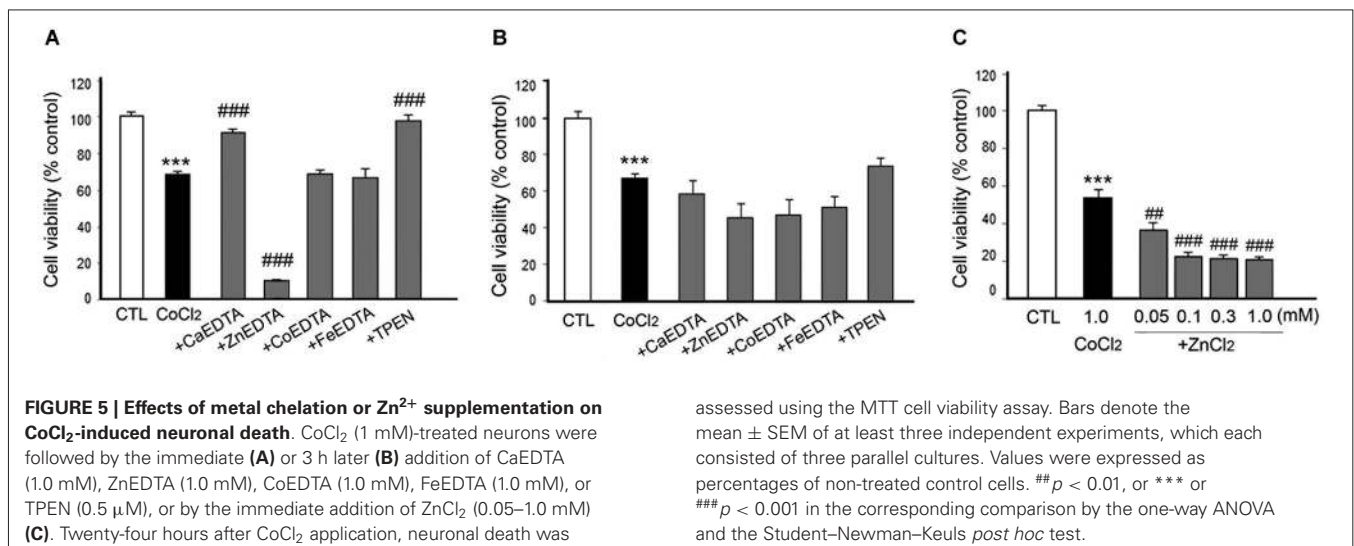 A
Cell viability (% control)
120
100
80
60
40
20
0
***
###
###
###
CTL
CoCl₂
+CaEDTA
+ZnEDTA
+CoEDTA
+FeEDTA
+TPEN
B
Cell viability (% control)
120
100
80
60
40
20
0
***
CTL
CoCl₂
+CaEDTA
+ZnEDTA
+CoEDTA
+FeEDTA
+TPEN
C
Cell viability (% control)
120
100
80
60
40
20
0
***
##
###
###
###
CTL
1.0
0.05
0.1
0.3
1.0
(mM)
CoCl₂
+ZnCl₂
FIGURE 5 | Effects of metal chelation or Zn²⁺ supplementation on
CoCl₂-induced neuronal death. CoCl₂ (1 mM)-treated neurons were
followed by the immediate (A) or 3 h later (B) addition of CaEDTA
(1.0 mM), ZnEDTA (1.0 mM), CoEDTA (1.0 mM), FeEDTA (1.0 mM), or
TPEN (0.5 μM), or by the immediate addition of ZnCl₂ (0.05–1.0 mM)
(C). Twenty-four hours after CoCl₂ application, neuronal death was
assessed using the MTT cell viability assay. Bars denote the
mean ± SEM of at least three independent experiments, which each
consisted of three parallel cultures. Values were expressed as
percentages of non-treated control cells. ##p < 0.01, or *** or
###p < 0.001 in the corresponding comparison by the one-way ANOVA
and the Student–Newman–Keuls post hoc test.